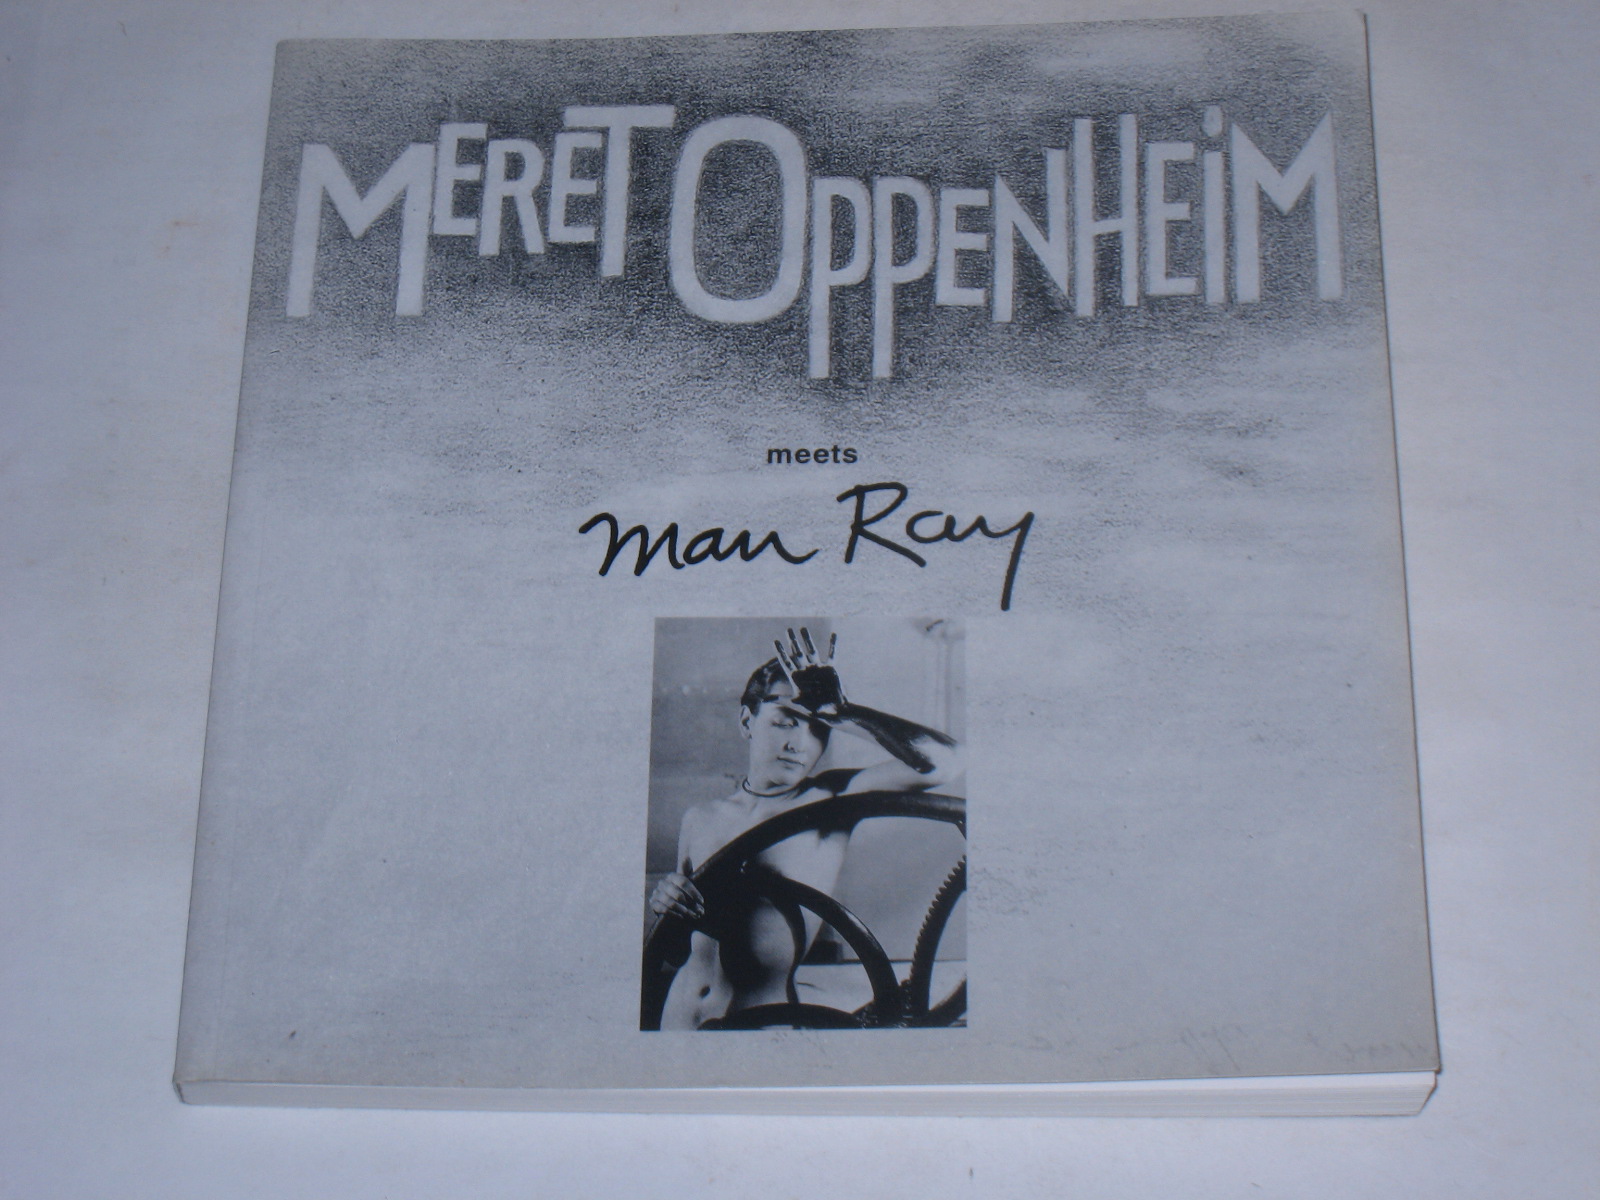 MERET OPPENHEiM
meets
Man Ray